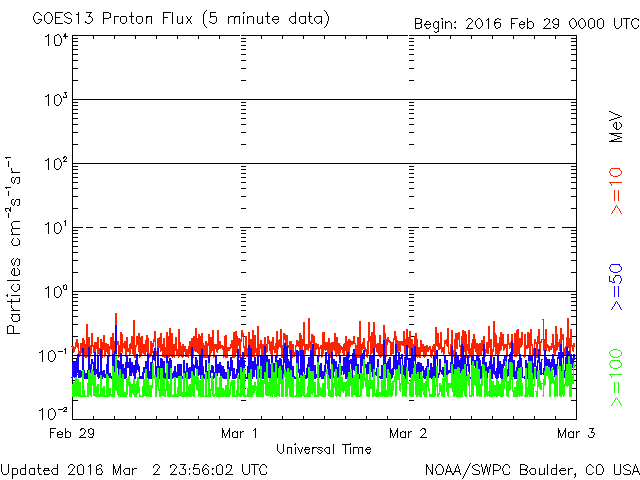 GOES13 Proton Flux (5 minute data)
Begin: 2016 Feb 29 0000 UTC
10⁴
10³
10²
10¹
10⁰
10⁻¹
10⁻²
Particles cm⁻²s⁻¹sr⁻¹
MeV
>=10
>=50
>=100
Feb 29
Mar 1
Mar 2
Mar 3
Universal Time
Updated 2016 Mar 2 23:56:02 UTC
NOAA/SWPC Boulder, CO USA